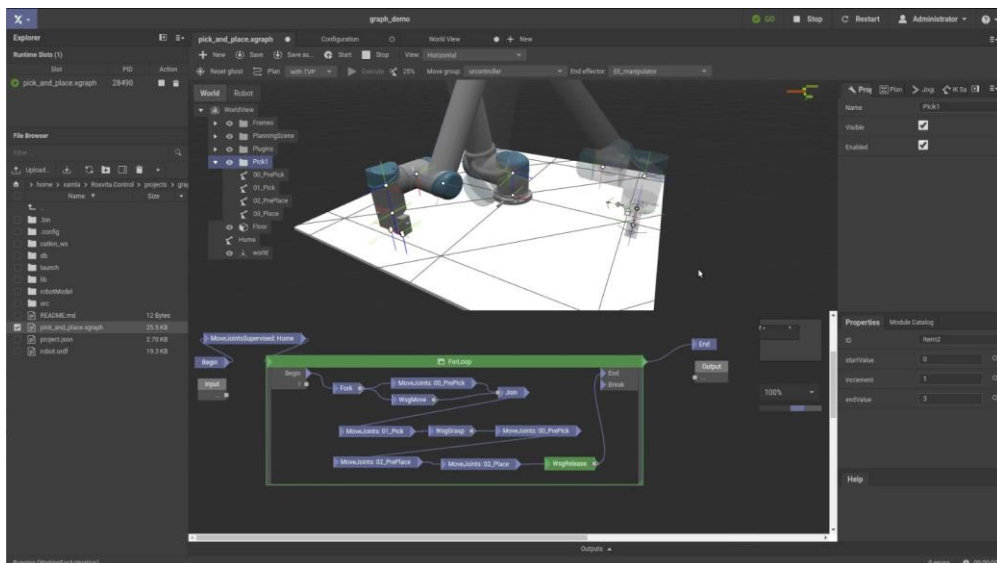 graph_demo
GO
Stop
Restart
Administrator
Explorer
Runtime Slots (1)
Slot PID Action
pick_and_place.xgraph 28490
File Browser
Filter...
Upload...
> home > xamla > Rosvita.Control > projects > gra
Name Size
..
.bin
.config
catkin_ws
db
launch
lib
robotModel
src
README.md 12 Bytes
pick_and_place.xgraph 25.5 KB
project.json 2.70 KB
robot.urdf 19.3 KB
pick_and_place.xgraph
Configuration
World View
+ New
+ New Save Save as... Start Stop View Horizontal
Reset ghost Plan with TVP Execute 25% Move group urcontroller End effector EE_manipulator
World Robot
WorldView
Frames
PlanningScene
Plugins
Pick1
00_PrePick
01_Pick
02_PrePlace
03_Place
Floor
Home
world
MoveJointsSupervised: Home
Begin
Input
...
ForLoop
Begin
i
Fork
MoveJoints: 00_PrePick
WsgMove
Join
MoveJoints: 01_Pick
WsgGrasp
MoveJoints: 00_PrePick
MoveJoints: 02_PrePlace
MoveJoints: 03_Place
WsgRelease
End
Break
End
Output
...
100%
Outputs
Prop Plan Jogg IK So
Name Pick1
Visible
Enabled
Properties Module Catalog
ID Item2
startValue 0
increment 1
endValue 3
Help